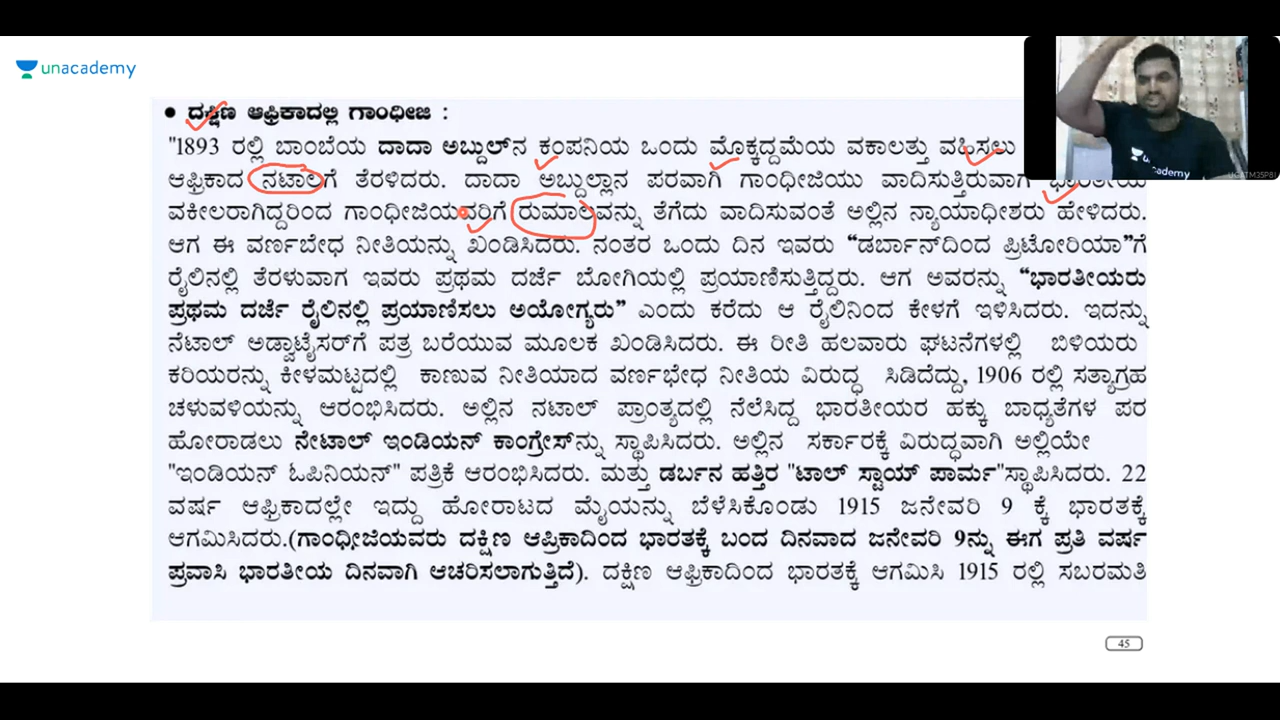 unacademy
● ದಕ್ಷಿಣ ಆಫ್ರಿಕಾದಲ್ಲಿ ಗಾಂಧೀಜಿ :
"1893 ರಲ್ಲಿ ಬಾಂಬೆಯ ದಾದಾ ಅಬ್ದುಲ್‌ನ ಕಂಪನಿಯ ಒಂದು ಮೊಕ್ಕದ್ದಮೆಯ ವಕಾಲತ್ತು ವಹಿಸಲು
ಆಫ್ರಿಕಾದ ನಟಾಲಗೆ ತೆರಳಿದರು. ದಾದಾ ಅಬ್ದುಲ್ಲಾನ ಪರವಾಗಿ ಗಾಂಧೀಜಿಯು ವಾದಿಸುತ್ತಿರುವಾಗ ಭಾರತೀಯ
ವಕೀಲರಾಗಿದ್ದರಿಂದ ಗಾಂಧೀಜಿಯವರಿಗೆ ರುಮಾಲವನ್ನು ತೆಗೆದು ವಾದಿಸುವಂತೆ ಅಲ್ಲಿನ ನ್ಯಾಯಾಧೀಶರು ಹೇಳಿದರು.
ಆಗ ಈ ವರ್ಣಬೇಧ ನೀತಿಯನ್ನು ಖಂಡಿಸಿದರು. ನಂತರ ಒಂದು ದಿನ ಇವರು “ಡರ್ಬಾನ್‌ದಿಂದ ಪ್ರಿಟೋರಿಯಾ”ಗೆ
ರೈಲಿನಲ್ಲಿ ತೆರಳುವಾಗ ಇವರು ಪ್ರಥಮ ದರ್ಜೆ ಬೋಗಿಯಲ್ಲಿ ಪ್ರಯಾಣಿಸುತ್ತಿದ್ದರು. ಆಗ ಅವರನ್ನು “ಭಾರತೀಯರು
ಪ್ರಥಮ ದರ್ಜೆ ರೈಲಿನಲ್ಲಿ ಪ್ರಯಾಣಿಸಲು ಅಯೋಗ್ಯರು” ಎಂದು ಕರೆದು ಆ ರೈಲಿನಿಂದ ಕೇಳಗೆ ಇಳಿಸಿದರು. ಇದನ್ನು
ನೆಟಾಲ್ ಅಡ್ವಾಟೈಸರ್‌ಗೆ ಪತ್ರ ಬರೆಯುವ ಮೂಲಕ ಖಂಡಿಸಿದರು. ಈ ರೀತಿ ಹಲವಾರು ಘಟನೆಗಳಲ್ಲಿ ಬಿಳಿಯರು
ಕರಿಯರನ್ನು ಕೀಳಮಟ್ಟದಲ್ಲಿ ಕಾಣುವ ನೀತಿಯಾದ ವರ್ಣಭೇಧ ನೀತಿಯ ವಿರುದ್ಧ ಸಿಡಿದೆದ್ದು, 1906 ರಲ್ಲಿ ಸತ್ಯಾಗ್ರಹ
ಚಳುವಳಿಯನ್ನು ಆರಂಭಿಸಿದರು. ಅಲ್ಲಿನ ನಟಾಲ್ ಪ್ರಾಂತ್ಯದಲ್ಲಿ ನೆಲೆಸಿದ್ದ ಭಾರತೀಯರ ಹಕ್ಕು ಬಾಧ್ಯತೆಗಳ ಪರ
ಹೋರಾಡಲು ನೇಟಾಲ್ ಇಂಡಿಯನ್ ಕಾಂಗ್ರೇಸ್‌ನ್ನು ಸ್ಥಾಪಿಸಿದರು. ಅಲ್ಲಿನ ಸರ್ಕಾರಕ್ಕೆ ವಿರುದ್ಧವಾಗಿ ಅಲ್ಲಿಯೇ
"ಇಂಡಿಯನ್ ಓಪಿನಿಯನ್" ಪತ್ರಿಕೆ ಆರಂಭಿಸಿದರು. ಮತ್ತು ಡರ್ಬನ ಹತ್ತಿರ "ಟಾಲ್ ಸ್ಟಾಯ್ ಪಾರ್ಮ"ಸ್ಥಾಪಿಸಿದರು. 22
ವರ್ಷ ಆಫ್ರಿಕಾದಲ್ಲೇ ಇದ್ದು ಹೋರಾಟದ ಮೈಯನ್ನು ಬೆಳೆಸಿಕೊಂಡು 1915 ಜನೇವರಿ 9 ಕ್ಕೆ ಭಾರತಕ್ಕೆ
ಆಗಮಿಸಿದರು.(ಗಾಂಧೀಜಿಯವರು ದಕ್ಷಿಣ ಆಪ್ರಿಕಾದಿಂದ ಭಾರತಕ್ಕೆ ಬಂದ ದಿನವಾದ ಜನೇವರಿ 9ನ್ನು ಈಗ ಪ್ರತಿ ವರ್ಷ
ಪ್ರವಾಸಿ ಭಾರತೀಯ ದಿನವಾಗಿ ಆಚರಿಸಲಾಗುತ್ತಿದೆ). ದಕ್ಷಿಣ ಆಫ್ರಿಕಾದಿಂದ ಭಾರತಕ್ಕೆ ಆಗಮಿಸಿ 1915 ರಲ್ಲಿ ಸಬರಮತಿ
45
unacademy